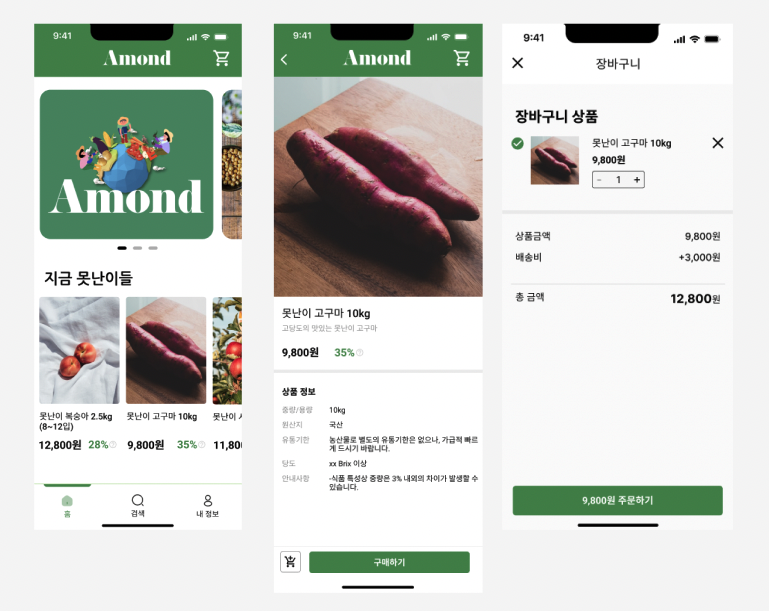 9:41
Amond
Amond
지금 못난이들
못난이 복숭아 2.5kg
(8~12입)
12,800원 28%
못난이 고구마 10kg
9,800원 35%
못난이 사
11,80
홈
검색
내 정보
9:41
Amond
못난이 고구마 10kg
고당도의 맛있는 못난이 고구마
9,800원 35%
상품 정보
중량/용량 10kg
원산지 국산
유통기한 농산물로 별도의 유통기한은 없으나, 가급적 빠르
게 드시기 바랍니다.
당도 xx Brix 이상
안내사항 -식품 특성상 중량은 3% 내외의 차이가 발생할 수
있습니다.
구매하기
9:41
장바구니
장바구니 상품
못난이 고구마 10kg
9,800원
- 1 +
상품금액 9,800원
배송비 +3,000원
총 금액 12,800원
9,800원 주문하기